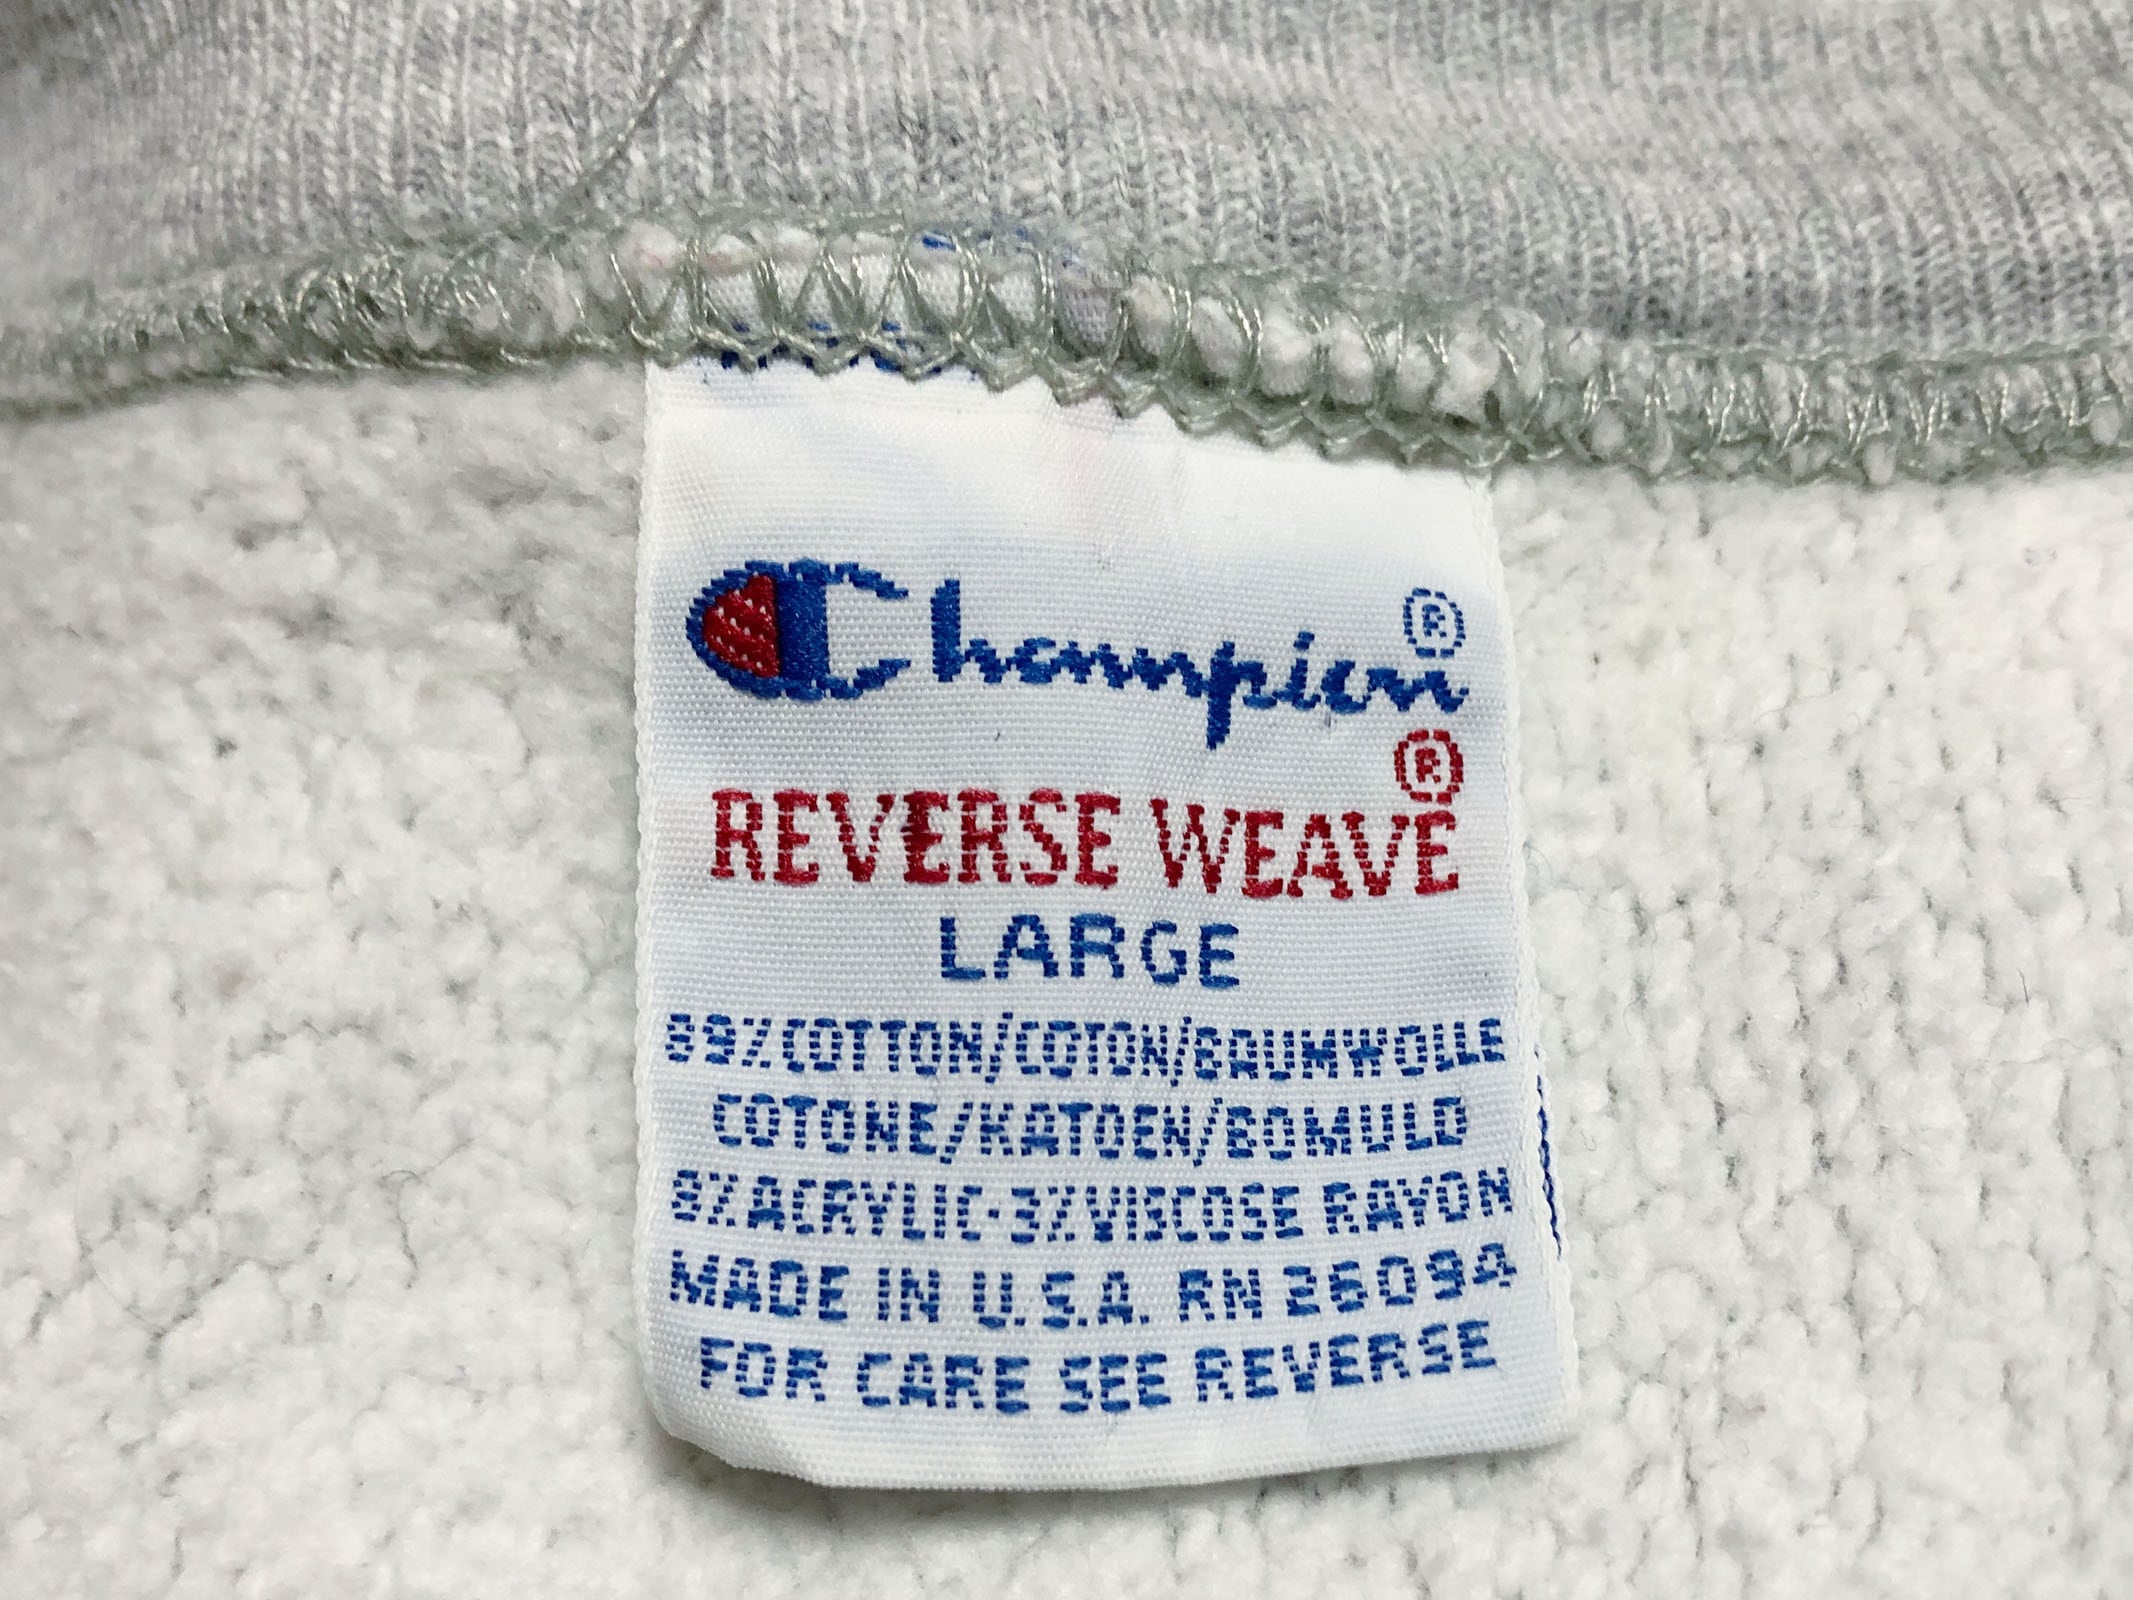 Champion®
REVERSE WEAVE®
LARGE
89%COTTON/COTON/BAUMWOLLE
COTONE/KATOEN/BOMULD
8%ACRYLIC-3%VISCOSE RAYON
MADE IN U.S.A. RN 26094
FOR CARE SEE REVERSE